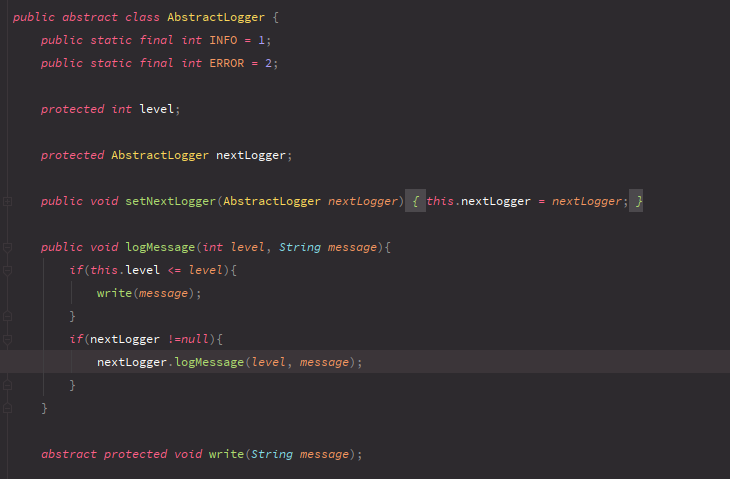 public abstract class AbstractLogger {
public static final int INFO = 1;
public static final int ERROR = 2;
protected int level;
protected AbstractLogger nextLogger;
public void setNextLogger(AbstractLogger nextLogger) { this.nextLogger = nextLogger; }
public void logMessage(int level, String message){
if(this.level <= level){
write(message);
}
if(nextLogger !=null){
nextLogger.logMessage(level, message);
}
}
abstract protected void write(String message);